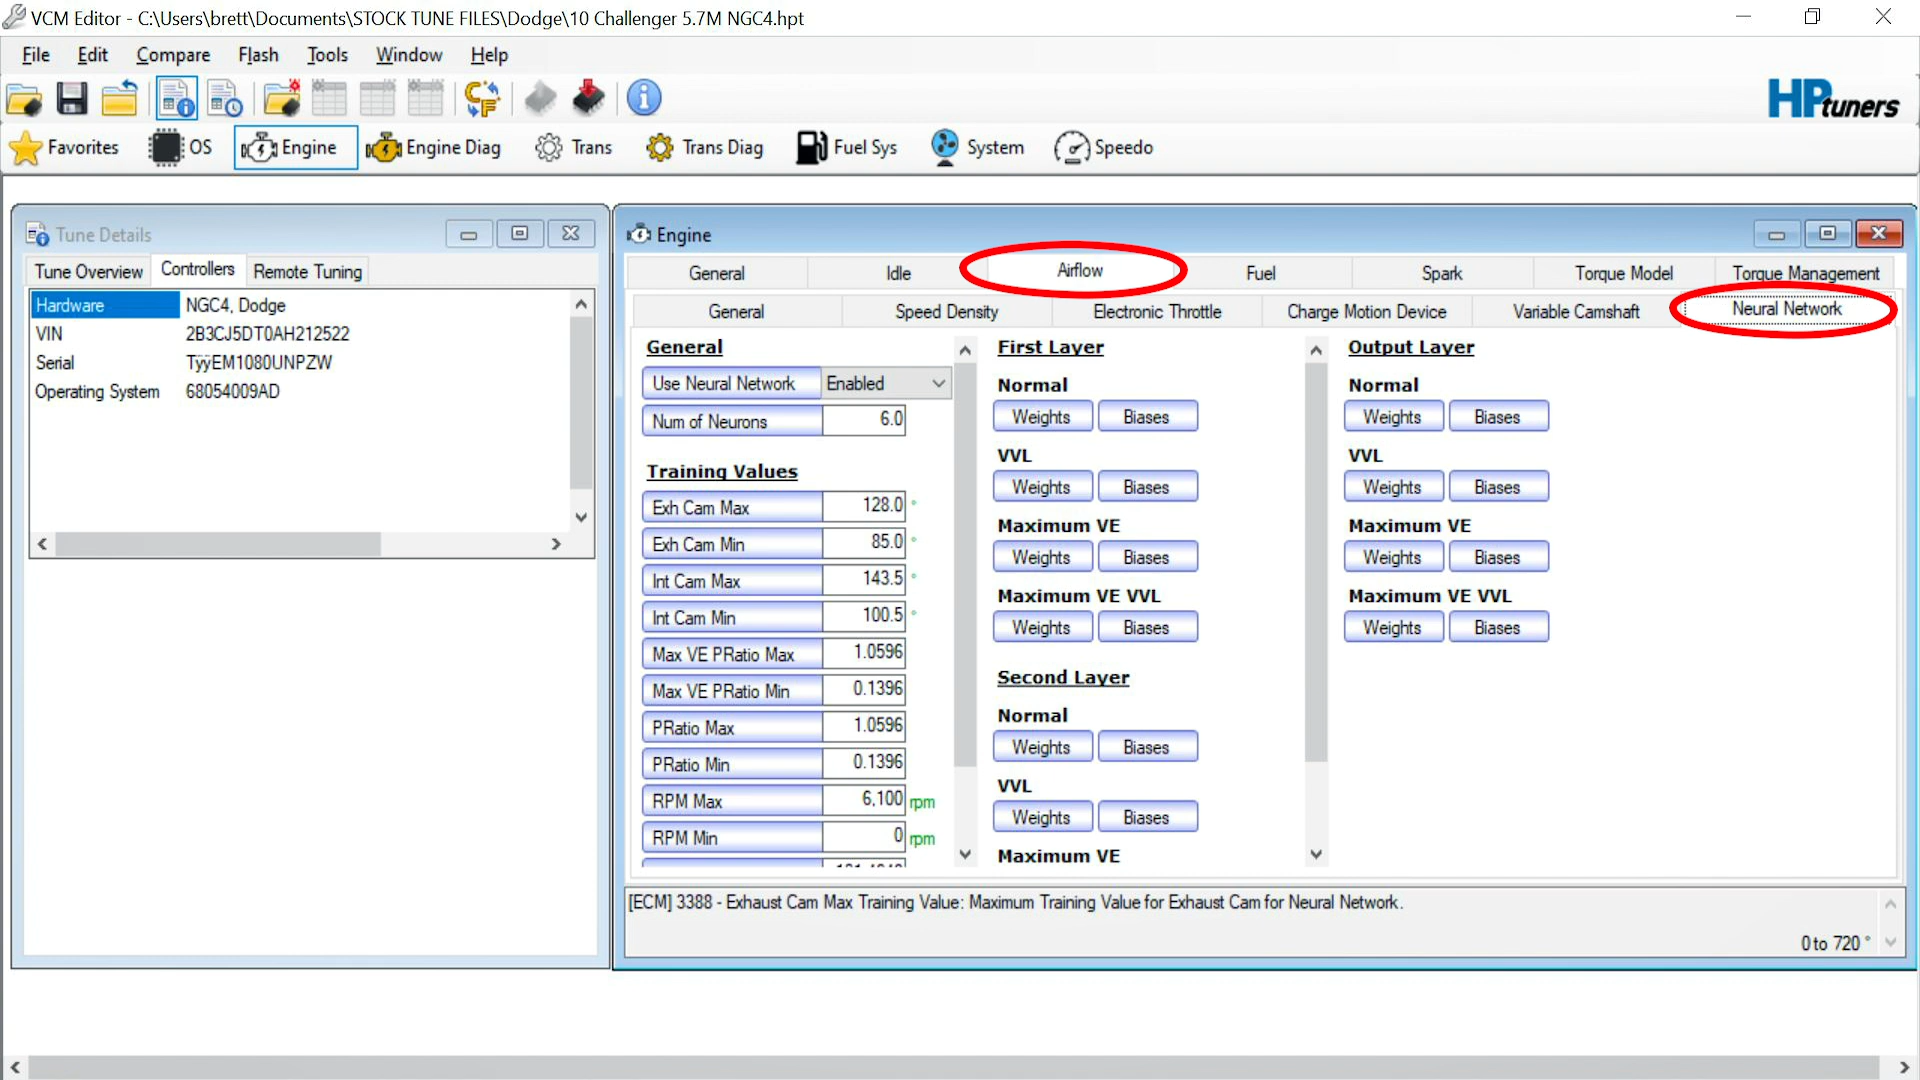 VCM Editor - C:\Users\brett\Documents\STOCK TUNE FILES\Dodge\10 Challenger 5.7M NGC4.hpt
File Edit Compare Flash Tools Window Help
HPtuners
Favorites OS Engine Engine Diag Trans Trans Diag Fuel Sys System Speedo
Tune Details
Tune Overview Controllers Remote Tuning
Hardware NGC4, Dodge
VIN 2B3CJ5DT0AH212522
Serial TÿÿEM1080UNPZW
Operating System 68054009AD
Engine
General Idle Airflow Fuel Spark Torque Model Torque Management
General Speed Density Electronic Throttle Charge Motion Device Variable Camshaft Neural Network
General
Use Neural Network Enabled
Num of Neurons 6.0
Training Values
Exh Cam Max 128.0 °
Exh Cam Min 85.0 °
Int Cam Max 143.5 °
Int Cam Min 100.5 °
Max VE PRatio Max 1.0596
Max VE PRatio Min 0.1396
PRatio Max 1.0596
PRatio Min 0.1396
RPM Max 6,100 rpm
RPM Min 0 rpm
First Layer
Normal
Weights Biases
VVL
Weights Biases
Maximum VE
Weights Biases
Maximum VE VVL
Weights Biases
Second Layer
Normal
Weights Biases
VVL
Weights Biases
Maximum VE
Output Layer
Normal
Weights Biases
VVL
Weights Biases
Maximum VE
Weights Biases
Maximum VE VVL
Weights Biases
[ECM] 3388 - Exhaust Cam Max Training Value: Maximum Training Value for Exhaust Cam for Neural Network.
0 to 720 °